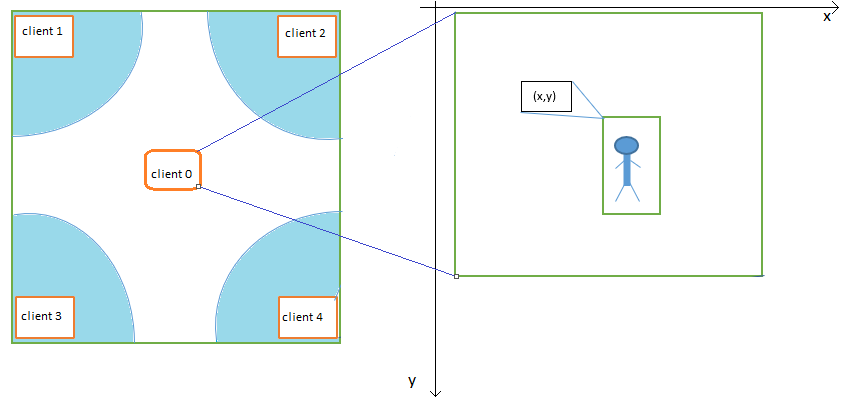 client 1
client 2
client 0
client 3
client 4
x
(x,y)
y